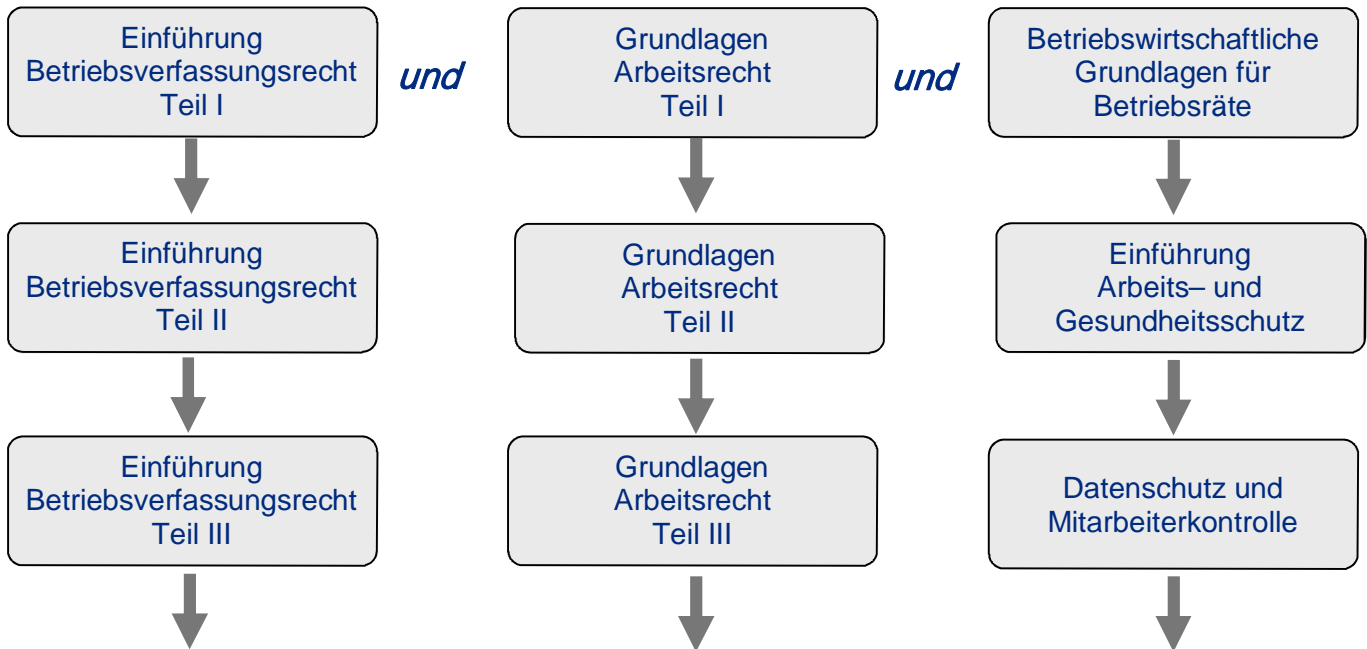 Einführung
Betriebsverfassungsrecht
Teil I
und
Grundlagen
Arbeitsrecht
Teil I
und
Betriebswirtschaftliche
Grundlagen für
Betriebsräte
Einführung
Betriebsverfassungsrecht
Teil II
Grundlagen
Arbeitsrecht
Teil II
Einführung
Arbeits– und
Gesundheitsschutz
Einführung
Betriebsverfassungsrecht
Teil III
Grundlagen
Arbeitsrecht
Teil III
Datenschutz und
Mitarbeiterkontrolle